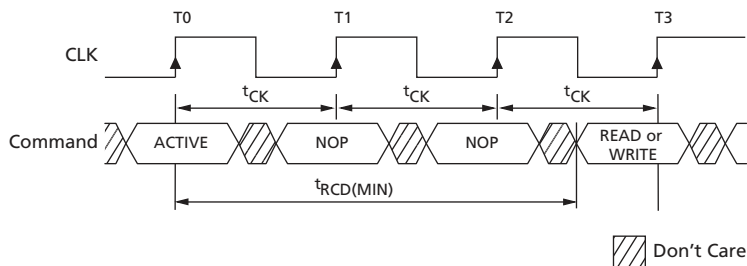 T0 T1 T2 T3
CLK
tCK tCK tCK
Command ACTIVE NOP NOP READ or
WRITE
tRCD(MIN)
Don't Care